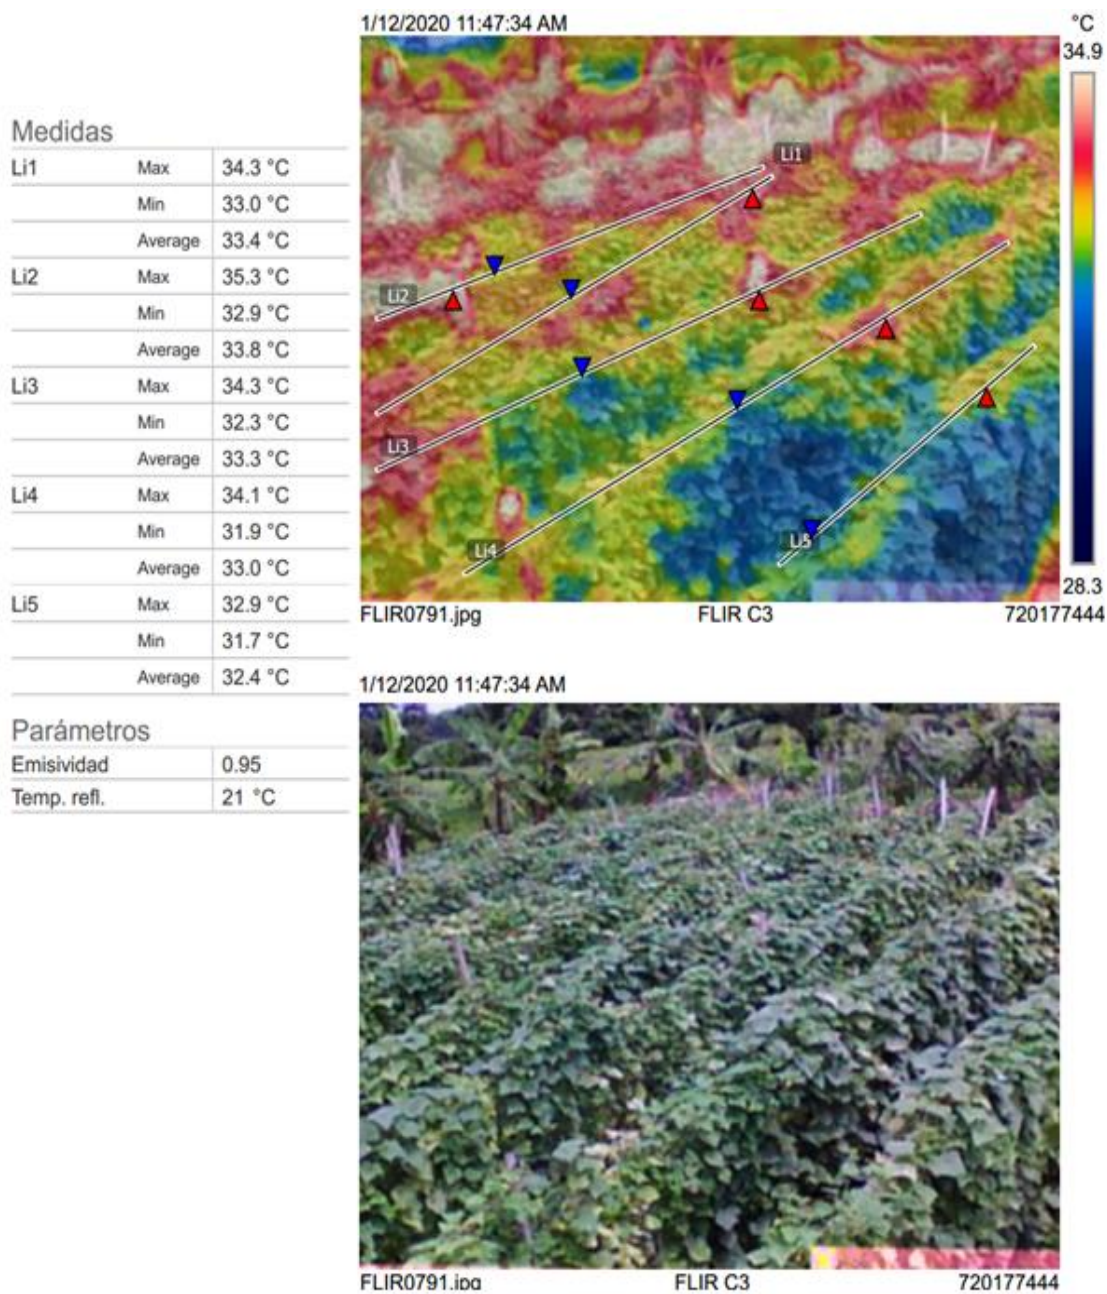 1/12/2020 11:47:34 AM
°C
34.9
Medidas
Li1 Max 34.3 °C
Min 33.0 °C
Average 33.4 °C
Li2 Max 35.3 °C
Min 32.9 °C
Average 33.8 °C
Li3 Max 34.3 °C
Min 32.3 °C
Average 33.3 °C
Li4 Max 34.1 °C
Min 31.9 °C
Average 33.0 °C
Li5 Max 32.9 °C
Min 31.7 °C
Average 32.4 °C
Parámetros
Emisividad 0.95
Temp. refl. 21 °C
Li1
Li2
Li3
Li4
Li5
28.3
FLIR0791.jpg FLIR C3 720177444
1/12/2020 11:47:34 AM
FLIR0791.jpg FLIR C3 720177444